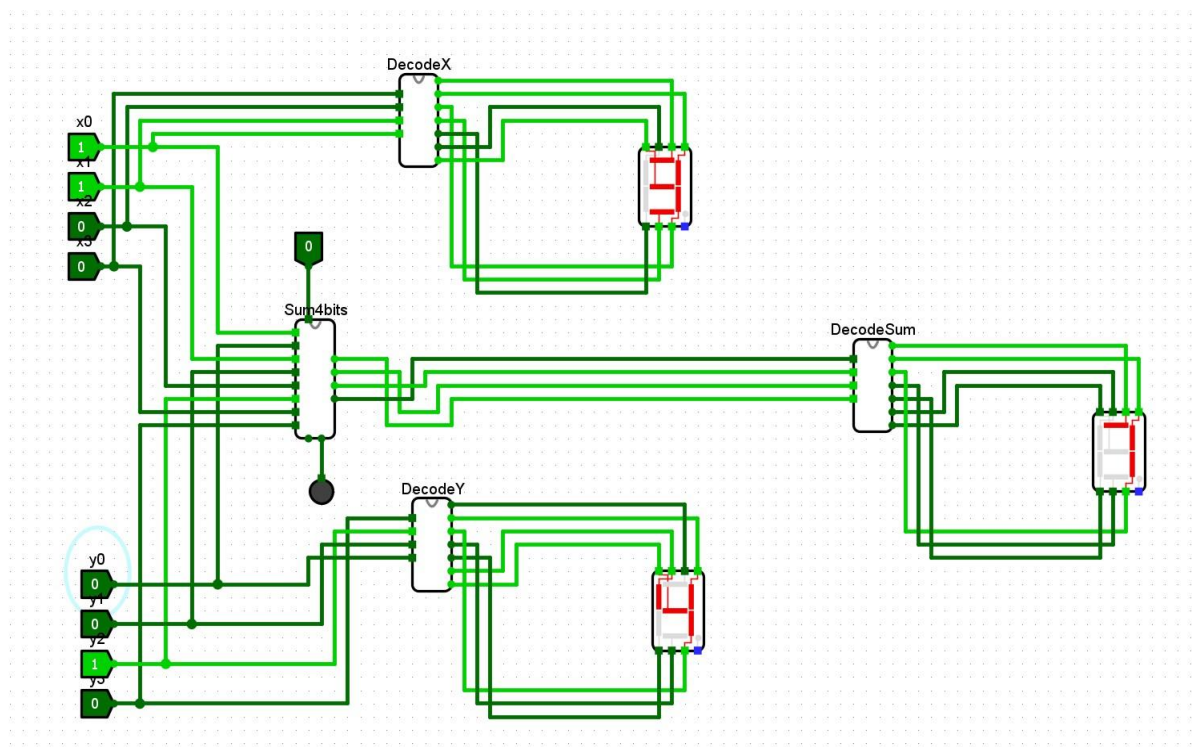 DecodeX
x0
1
x1
1
x2
0
x3
0
0
Sum4bits
DecodeSum
DecodeY
y0
0
y1
0
y2
1
y3
0